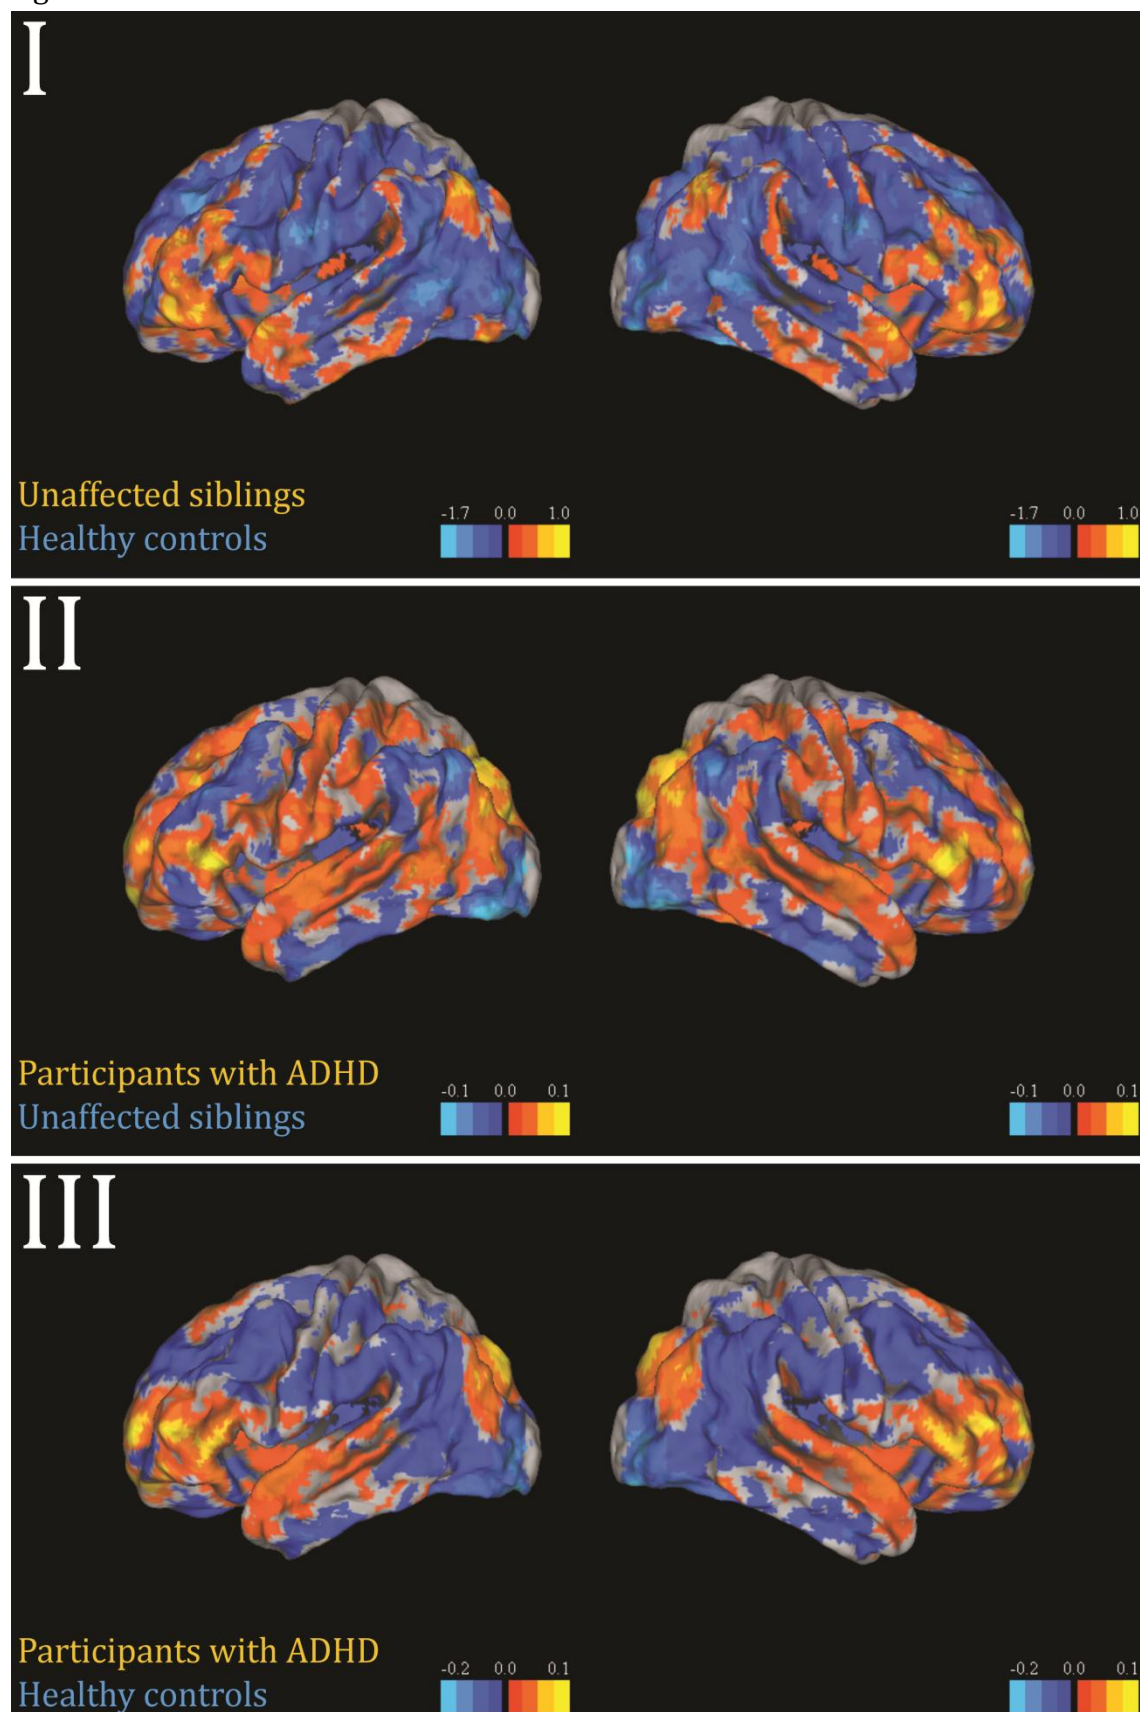 I
Unaffected siblings
Healthy controls
-1.7 0.0 1.0
-1.7 0.0 1.0
II
Participants with ADHD
Unaffected siblings
-0.1 0.0 0.1
-0.1 0.0 0.1
III
Participants with ADHD
Healthy controls
-0.2 0.0 0.1
-0.2 0.0 0.1